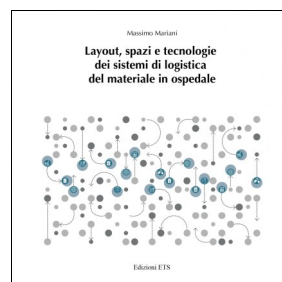 Massimo Mariani
Layout, spazi e tecnologie
dei sistemi di logistica
del materiale in ospedale
Edizioni ETS